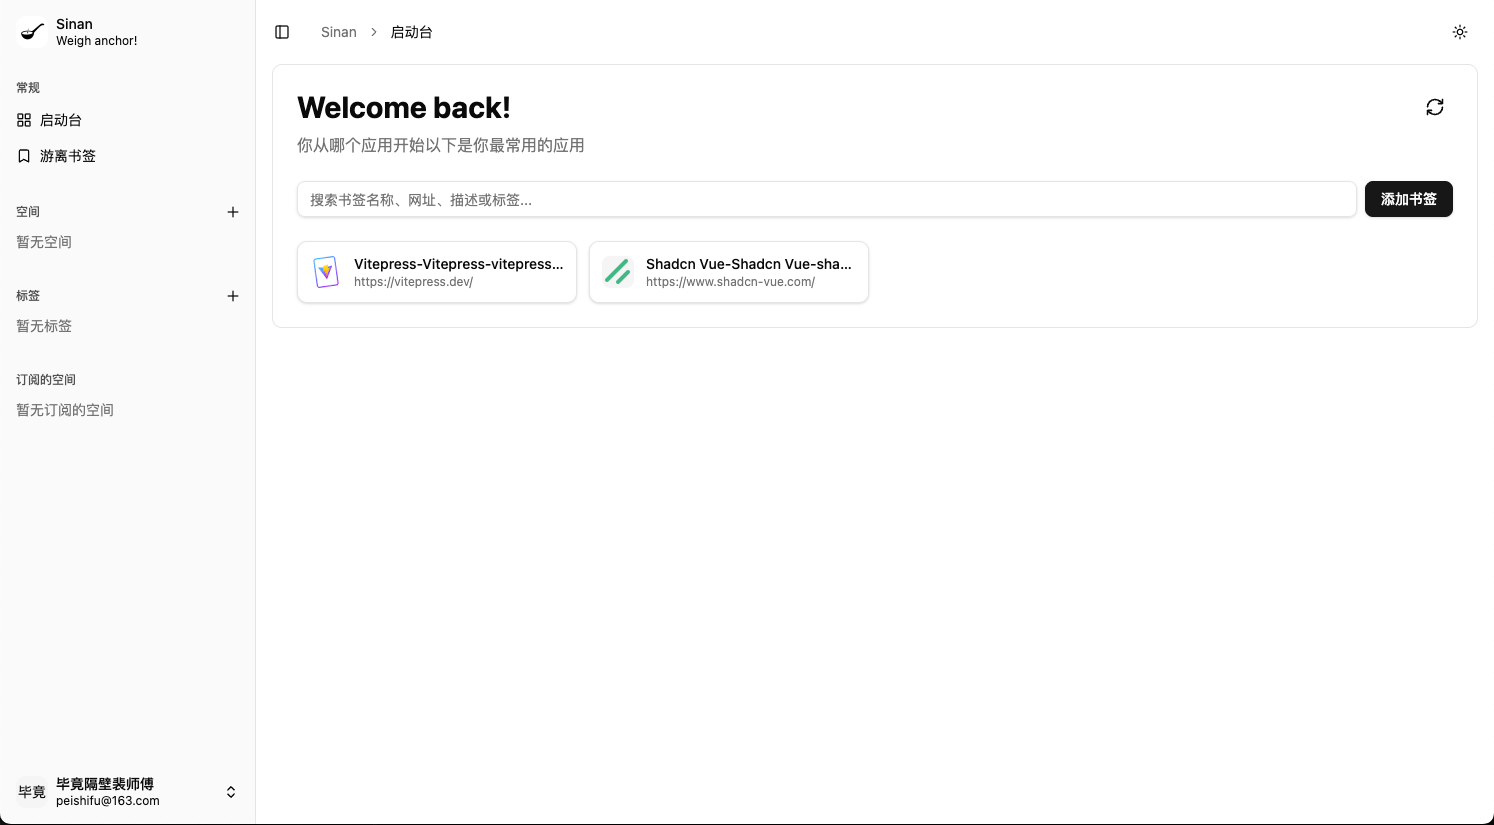 Sinan
Weigh anchor!
常规
启动台
游离书签
空间
暂无空间
标签
暂无标签
订阅的空间
暂无订阅的空间
毕竟
毕竟隔壁裴师傅
peishifu@163.com
Sinan
启动台
Welcome back!
你从哪个应用开始以下是你最常用的应用
搜索书签名称、网址、描述或标签...
添加书签
Vitepress-Vitepress-vitepress...
https://vitepress.dev/
Shadcn Vue-Shadcn Vue-sha...
https://www.shadcn-vue.com/